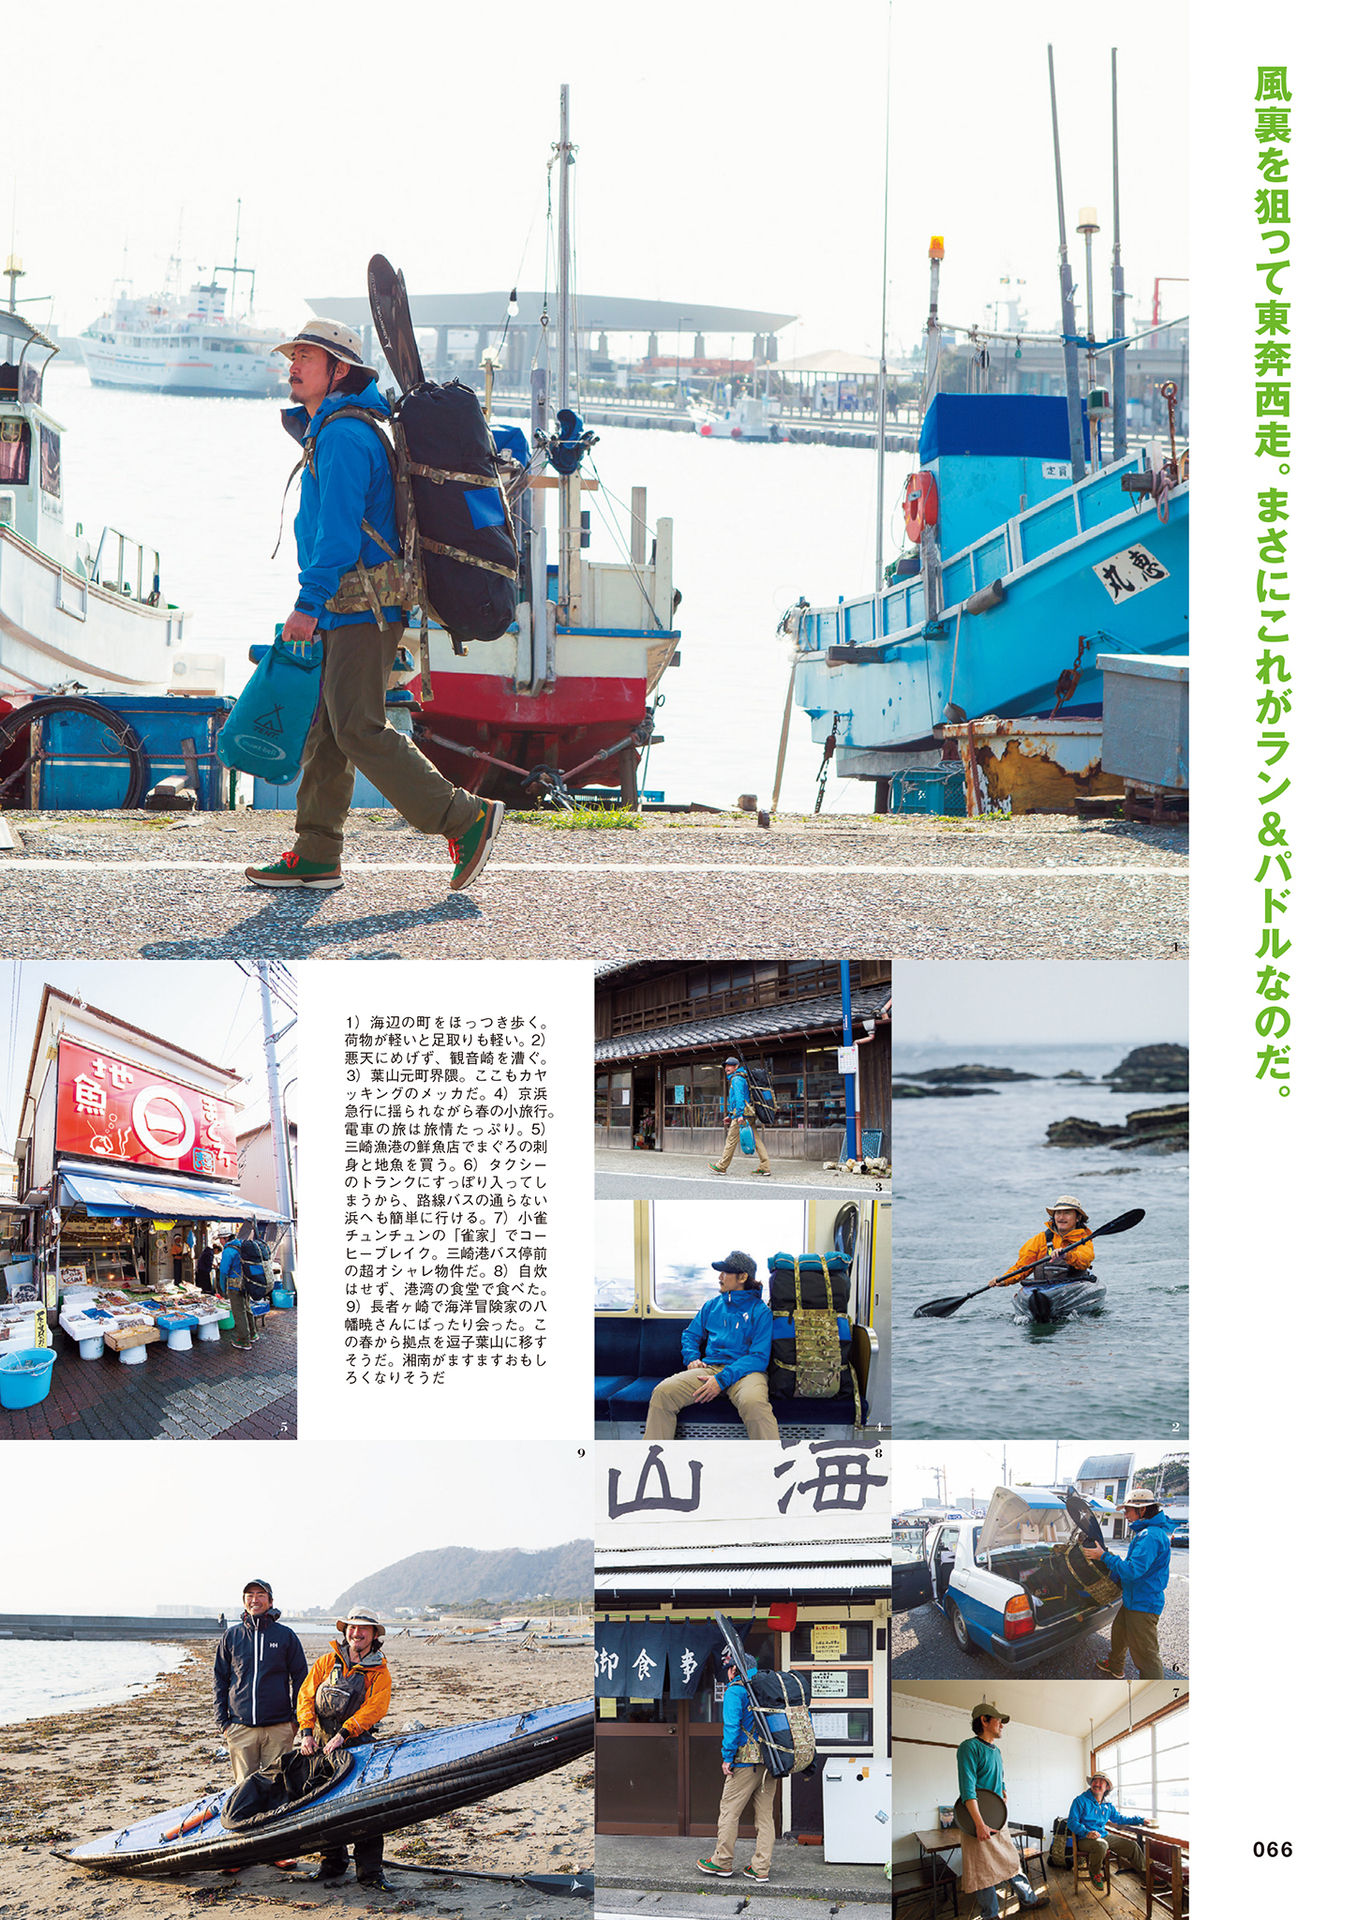 風裏を狙って東奔西走。まさにこれがラン&パドルなのだ。
定員
恵丸
TENT
mont-bell
1
地魚
まぐろ
1）海辺の町をほっつき歩く。
荷物が軽いと足取りも軽い。2）
悪天にめげず、観音崎を漕ぐ。
3）葉山元町界隈。ここもカヤ
ッキングのメッカだ。4）京浜
急行に揺られながら春の小旅行。
電車の旅は旅情たっぷり。5）
三崎漁港の鮮魚店でまぐろの刺
身と地魚を買う。6）タクシー
のトランクにすっぽり入ってし
まうから、路線バスの通らない
浜へも簡単に行ける。7）小雀
チュンチュンの「雀家」でコー
ヒーブレイク。三崎港バス停前
の超オシャレ物件だ。8）自炊
はせず、港湾の食堂で食べた。
9）長者ヶ崎で海洋冒険家の八
幡暁さんにばったり会った。こ
の春から拠点を逗子葉山に移す
そうだ。湘南がますますおもし
ろくなりそうだ
3
5
4
2
9
山海
8
御食事
HH
6
7
066